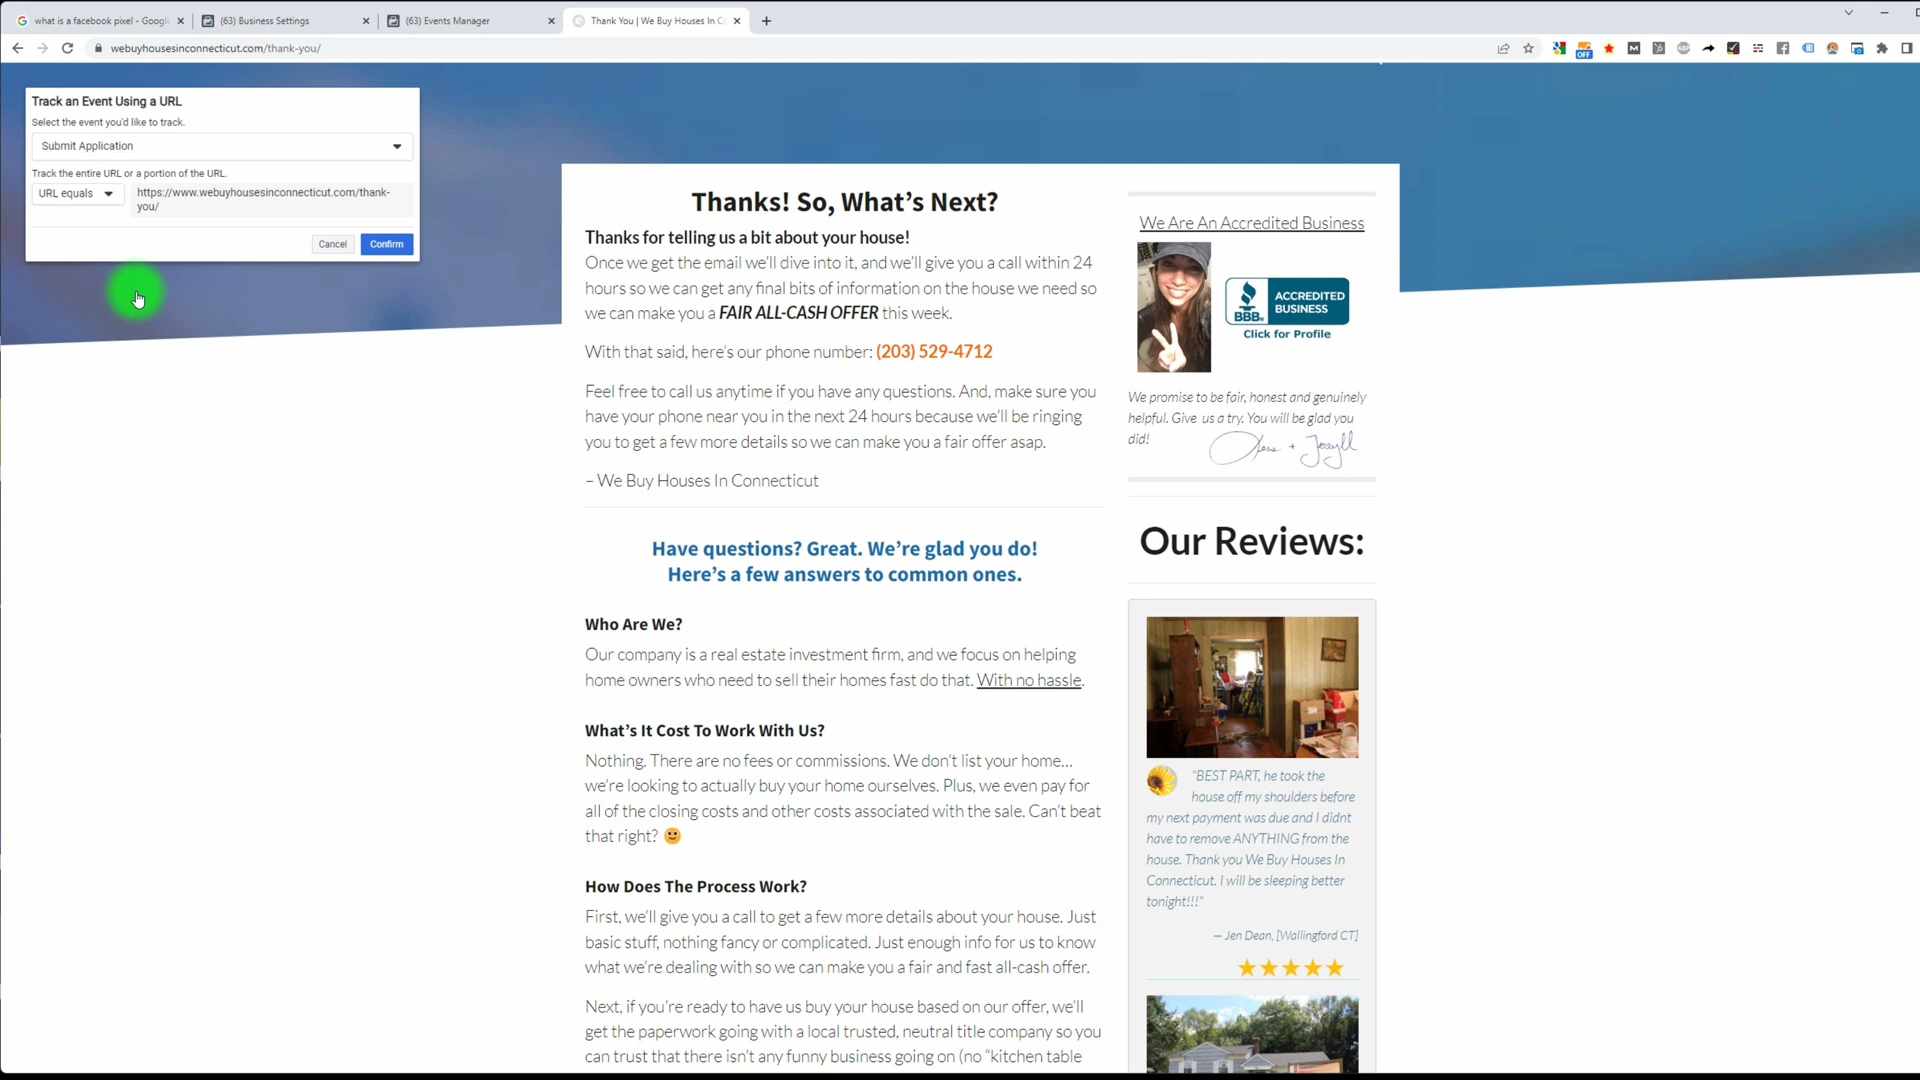 what is a facebook pixel - Google
(63) Business Settings
(63) Events Manager
Thank You | We Buy Houses In C
webuyhousesinconnecticut.com/thank-you/
OFF
Track an Event Using a URL
Select the event you'd like to track.
Submit Application
Track the entire URL or a portion of the URL.
URL equals
https://www.webuyhousesinconnecticut.com/thank-
you/
Cancel
Confirm
Thanks! So, What's Next?
Thanks for telling us a bit about your house!
Once we get the email we'll dive into it, and we'll give you a call within 24
hours so we can get any final bits of information on the house we need so
we can make you a FAIR ALL-CASH OFFER this week.
With that said, here's our phone number: (203) 529-4712
Feel free to call us anytime if you have any questions. And, make sure you
have your phone near you in the next 24 hours because we'll be ringing
you to get a few more details so we can make you a fair offer asap.
– We Buy Houses In Connecticut
Have questions? Great. We're glad you do!
Here's a few answers to common ones.
Who Are We?
Our company is a real estate investment firm, and we focus on helping
home owners who need to sell their homes fast do that. With no hassle.
What's It Cost To Work With Us?
Nothing. There are no fees or commissions. We don't list your home…
we're looking to actually buy your home ourselves. Plus, we even pay for
all of the closing costs and other costs associated with the sale. Can't beat
that right?
How Does The Process Work?
First, we'll give you a call to get a few more details about your house. Just
basic stuff, nothing fancy or complicated. Just enough info for us to know
what we're dealing with so we can make you a fair and fast all-cash offer.
Next, if you're ready to have us buy your house based on our offer, we'll
get the paperwork going with a local trusted, neutral title company so you
can trust that there isn't any funny business going on (no "kitchen table
We Are An Accredited Business
BBB
ACCREDITED
BUSINESS
Click for Profile
We promise to be fair, honest and genuinely
helpful. Give us a try. You will be glad you
did!
Our Reviews:
"BEST PART, he took the
house off my shoulders before
my next payment was due and I didnt
have to remove ANYTHING from the
house. Thank you We Buy Houses In
Connecticut. I will be sleeping better
tonight!!!"
— Jen Dean, [Wallingford CT]